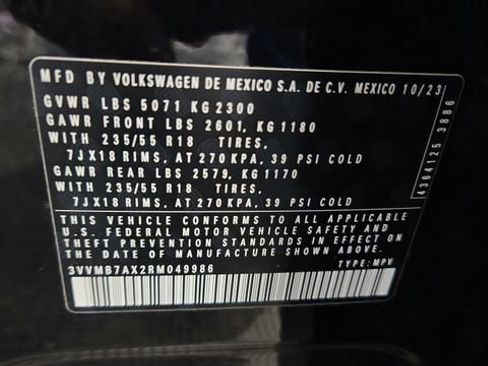 MFD BY VOLKSWAGEN DE MEXICO S.A. DE C.V. MEXICO 10/23
GVWR LBS 5071 KG 2300
GAWR FRONT LBS 2601, KG 1180
WITH 235/55 R18 TIRES,
7JX18 RIMS, AT 270 KPA, 39 PSI COLD
GAWR REAR LBS 2579, KG 1170
WITH 235/55 R18 TIRES,
7JX18 RIMS, AT 270 KPA, 39 PSI COLD
THIS VEHICLE CONFORMS TO ALL APPLICABLE
U.S. FEDERAL MOTOR VEHICLE SAFETY AND
THEFT PREVENTION STANDARDS IN EFFECT ON
THE DATE OF MANUFACTURE SHOWN ABOVE.
3VVMB7AX2RM049986 TYPE: MPV
4364125 3886